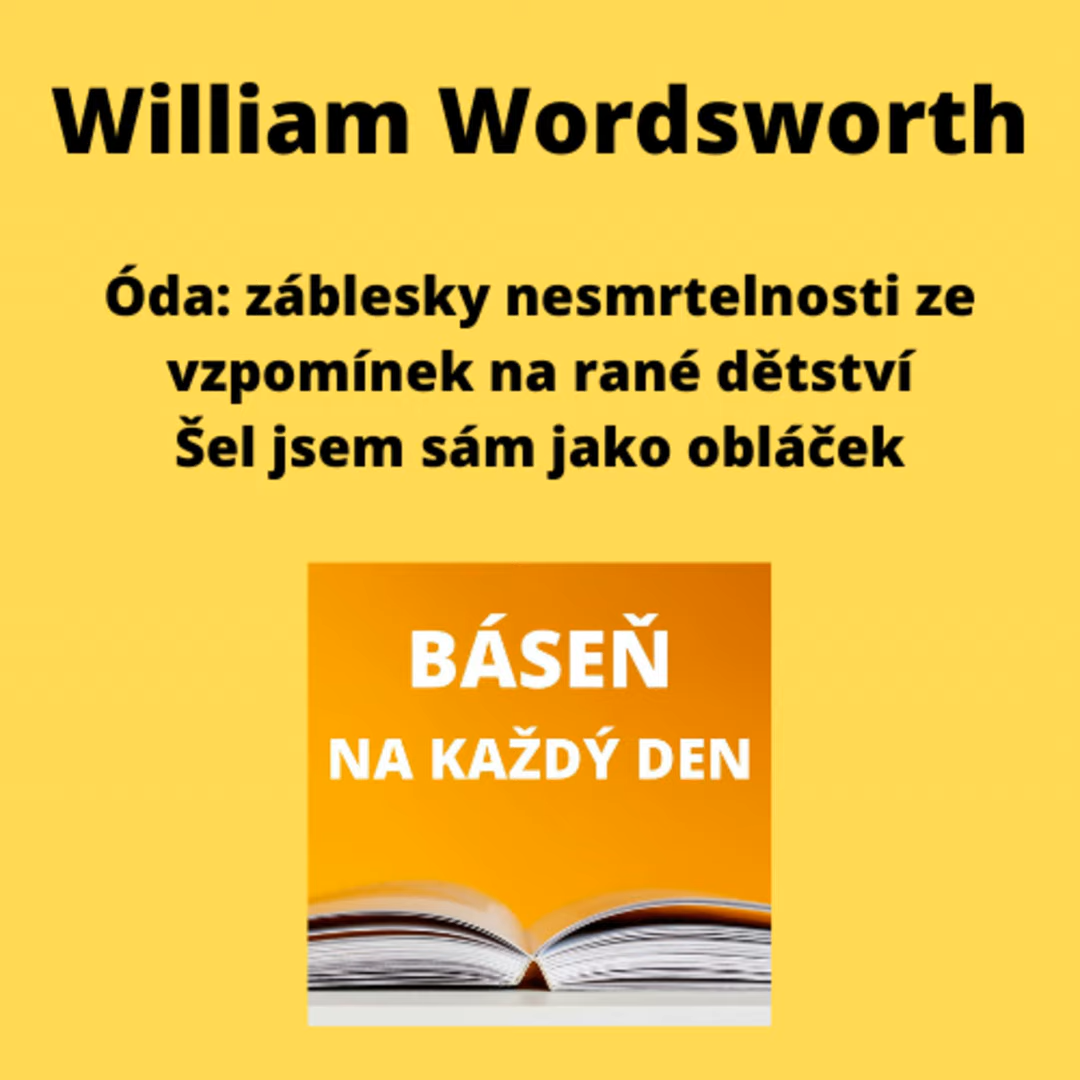 William Wordsworth
Óda: záblesky nesmrtelnosti ze
vzpomínek na rané dětství
Šel jsem sám jako obláček
BÁSEŇ
NA KAŽDÝ DEN